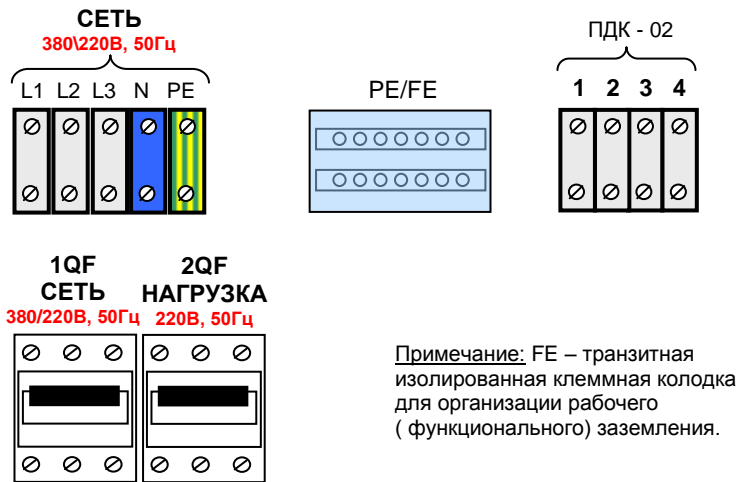 СЕТЬ
380\220В, 50Гц
L1 L2 L3 N PE
PE/FE
ПДК - 02
1 2 3 4
1QF
СЕТЬ
380/220В, 50Гц
2QF
НАГРУЗКА
220В, 50Гц
Примечание: FE – транзитная
изолированная клеммная колодка
для организации рабочего
( функционального) заземления.